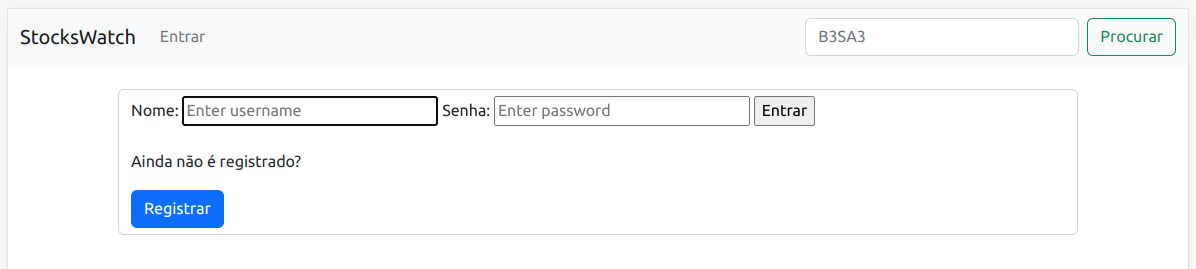 StocksWatch Entrar B3SA3 Procurar
Nome: Enter username Senha: Enter password Entrar
Ainda não é registrado?
Registrar